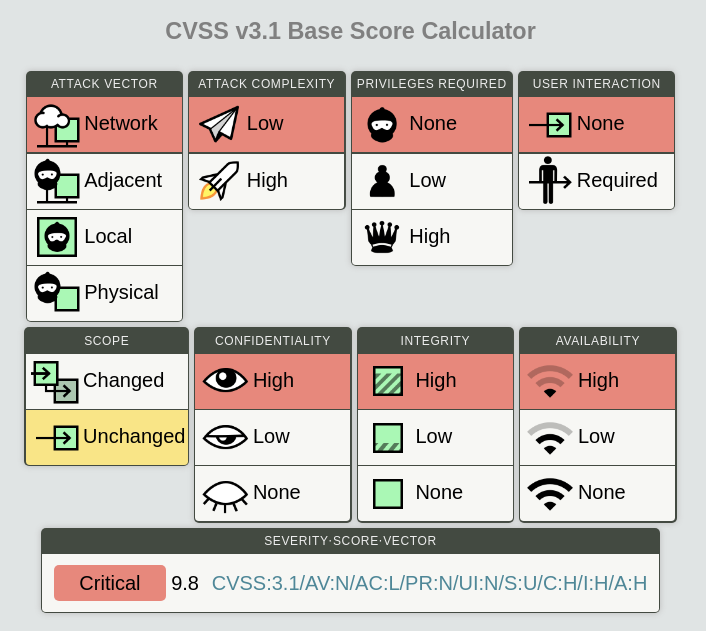 CVSS v3.1 Base Score Calculator
ATTACK VECTOR
Network
Adjacent
Local
Physical
ATTACK COMPLEXITY
Low
High
PRIVILEGES REQUIRED
None
Low
High
USER INTERACTION
None
Required
SCOPE
Changed
Unchanged
CONFIDENTIALITY
High
Low
None
INTEGRITY
High
Low
None
AVAILABILITY
High
Low
None
SEVERITY·SCORE·VECTOR
Critical 9.8 CVSS:3.1/AV:N/AC:L/PR:N/UI:N/S:U/C:H/I:H/A:H